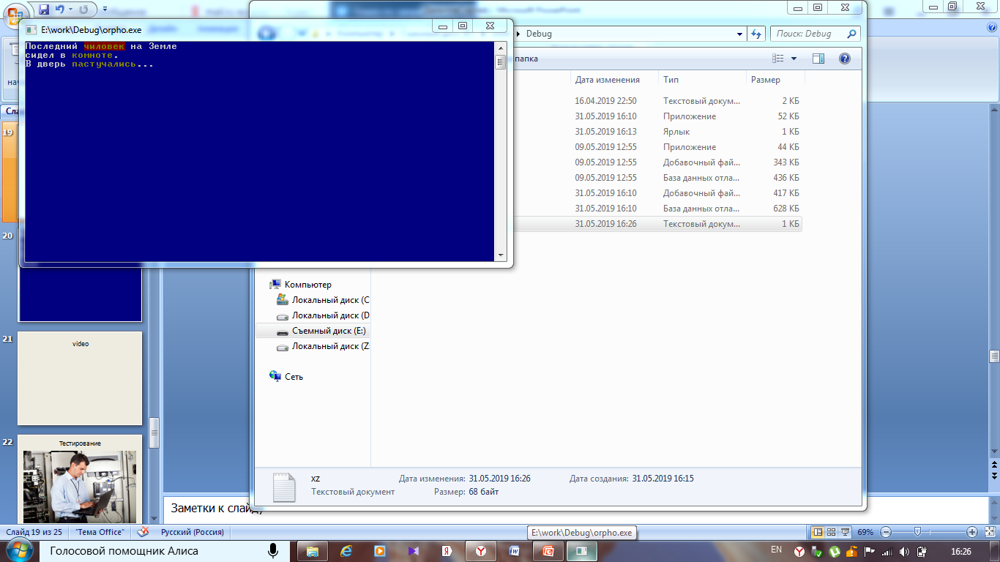 E:\work\Debug\orpho.exe
Последний чиловек на Земле
сидел в комноте.
В дверь пастучались...
Debug
Поиск: Debug
папка
Дата изменения Тип Размер
16.04.2019 22:50 Текстовый докум... 2 КБ
31.05.2019 16:10 Приложение 52 КБ
31.05.2019 16:13 Ярлык 1 КБ
09.05.2019 12:55 Приложение 44 КБ
09.05.2019 12:55 Добавочный фай... 343 КБ
09.05.2019 12:55 База данных отла... 436 КБ
31.05.2019 16:10 Добавочный фай... 417 КБ
31.05.2019 16:10 База данных отла... 628 КБ
31.05.2019 16:26 Текстовый докум... 1 КБ
Компьютер
Локальный диск (C
Локальный диск (D
Съемный диск (E:)
Локальный диск (Z:
Сеть
xz Дата изменения: 31.05.2019 16:26 Дата создания: 31.05.2019 16:15
Текстовый документ Размер: 68 байт
19
20
21
video
22
Тестирование
Заметки к слайду
Слайд 19 из 25 "Тема Office" Русский (Россия) 69%
E:\work\Debug\orpho.exe
Голосовой помощник Алиса
EN
16:26